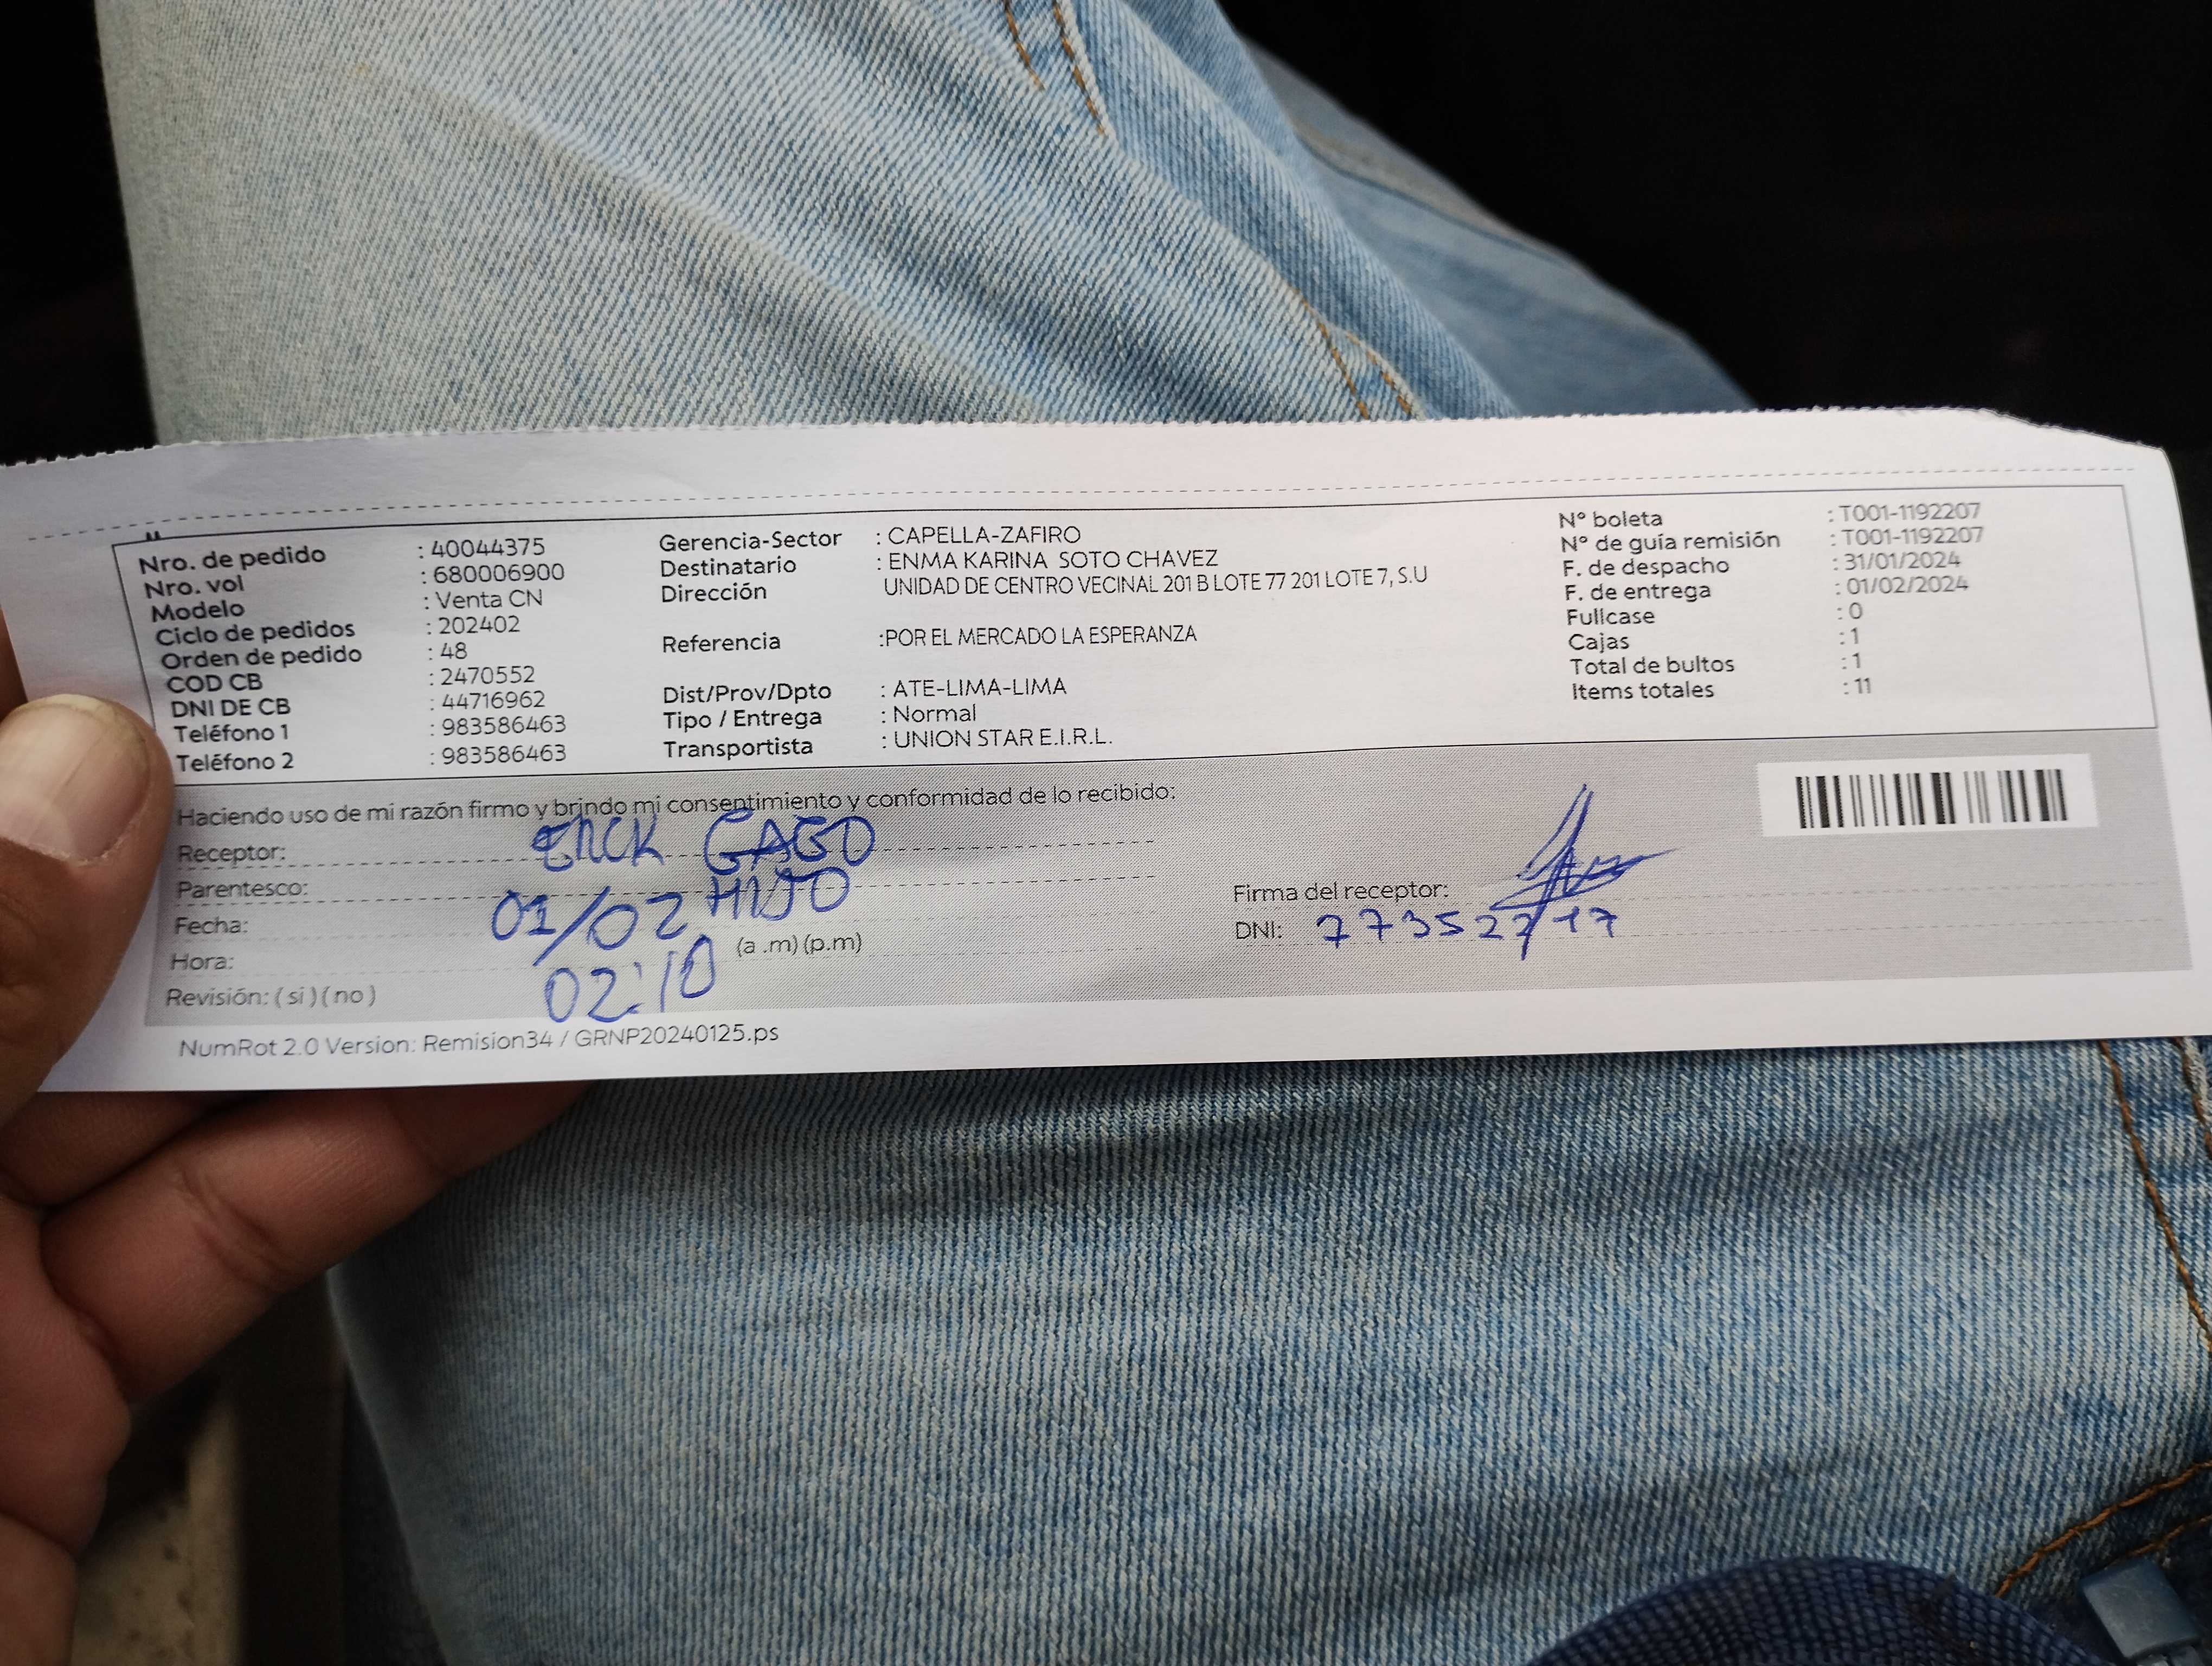 Nro. de pedido : 40044375
Nro. vol : 680006900
Modelo : Venta CN
Ciclo de pedidos : 202402
Orden de pedido : 48
COD CB : 2470552
DNI DE CB : 44716962
Teléfono 1 : 983586463
Teléfono 2 : 983586463
Gerencia-Sector : CAPELLA-ZAFIRO
Destinatario : ENMA KARINA SOTO CHAVEZ
Dirección UNIDAD DE CENTRO VECINAL 201 B LOTE 77 201 LOTE 7, S.U
Referencia :POR EL MERCADO LA ESPERANZA
Dist/Prov/Dpto : ATE-LIMA-LIMA
Tipo / Entrega : Normal
Transportista : UNION STAR E.I.R.L.
N° boleta : T001-1192207
N° de guía remisión : T001-1192207
F. de despacho : 31/01/2024
F. de entrega : 01/02/2024
Fullcase : 0
Cajas : 1
Total de bultos : 1
Items totales : 11
Haciendo uso de mi razón firmo y brindo mi consentimiento y conformidad de lo recibido:
Receptor: GAGO
Parentesco: HIJO
Fecha: 01/02
Hora: 02:10 (a .m) (p.m)
Revisión: ( si ) ( no )
Firma del receptor:
DNI:
NumRot 2.0 Version: Remision34 / GRNP20240125.ps